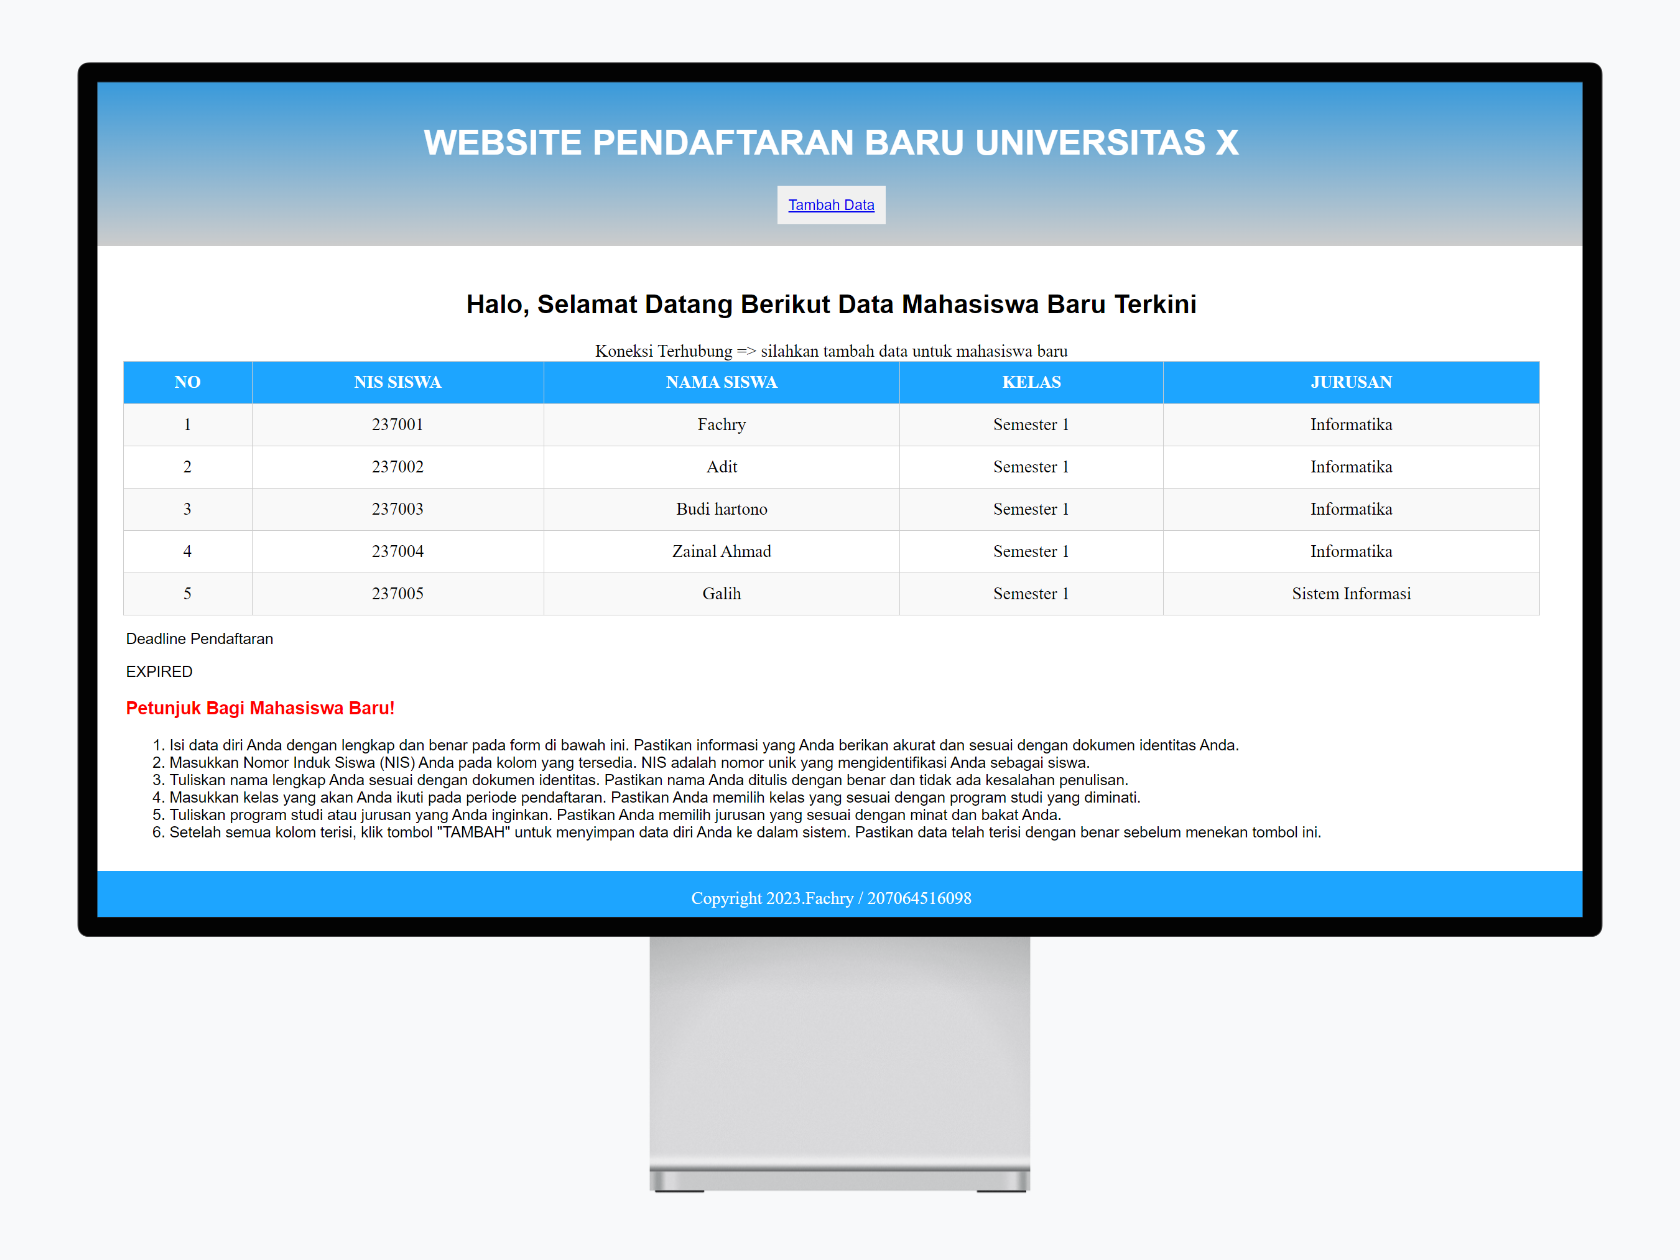 WEBSITE PENDAFTARAN BARU UNIVERSITAS X
Tambah Data
Halo, Selamat Datang Berikut Data Mahasiswa Baru Terkini
Koneksi Terhubung => silahkan tambah data untuk mahasiswa baru
NO NIS SISWA NAMA SISWA KELAS JURUSAN
1 237001 Fachry Semester 1 Informatika
2 237002 Adit Semester 1 Informatika
3 237003 Budi hartono Semester 1 Informatika
4 237004 Zainal Ahmad Semester 1 Informatika
5 237005 Galih Semester 1 Sistem Informasi
Deadline Pendaftaran
EXPIRED
Petunjuk Bagi Mahasiswa Baru!
1. Isi data diri Anda dengan lengkap dan benar pada form di bawah ini. Pastikan informasi yang Anda berikan akurat dan sesuai dengan dokumen identitas Anda.
2. Masukkan Nomor Induk Siswa (NIS) Anda pada kolom yang tersedia. NIS adalah nomor unik yang mengidentifikasi Anda sebagai siswa.
3. Tuliskan nama lengkap Anda sesuai dengan dokumen identitas. Pastikan nama Anda ditulis dengan benar dan tidak ada kesalahan penulisan.
4. Masukkan kelas yang akan Anda ikuti pada periode pendaftaran. Pastikan Anda memilih kelas yang sesuai dengan program studi yang diminati.
5. Tuliskan program studi atau jurusan yang Anda inginkan. Pastikan Anda memilih jurusan yang sesuai dengan minat dan bakat Anda.
6. Setelah semua kolom terisi, klik tombol "TAMBAH" untuk menyimpan data diri Anda ke dalam sistem. Pastikan data telah terisi dengan benar sebelum menekan tombol ini.
Copyright 2023.Fachry / 207064516098